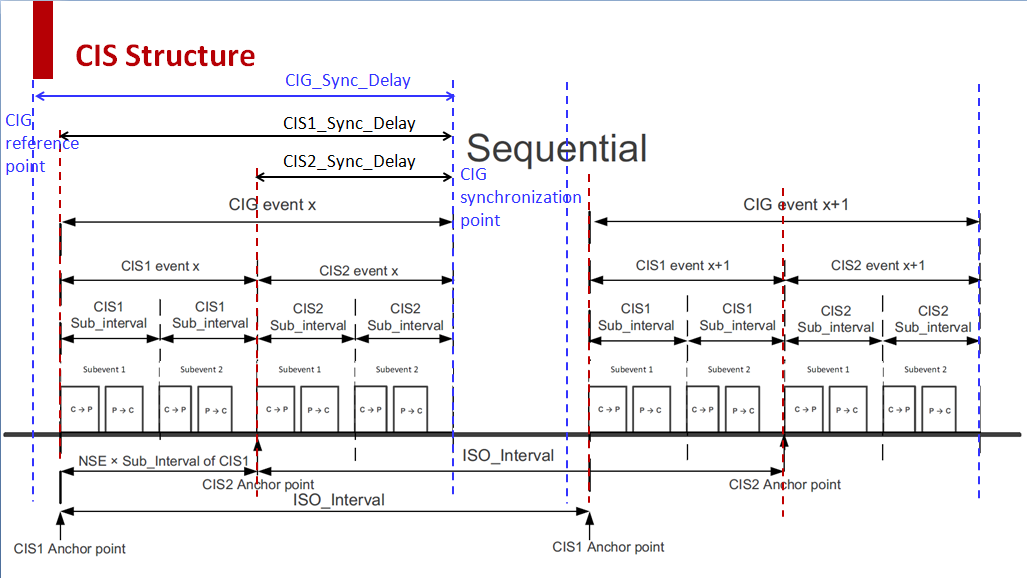 CIS Structure
CIG_Sync_Delay
CIG
reference
point
CIS1_Sync_Delay
CIS2_Sync_Delay
Sequential
CIG
synchronization
point
CIG event x
CIG event x+1
CIS1 event x
CIS2 event x
CIS1 event x+1
CIS2 event x+1
CIS1
Sub_interval
CIS1
Sub_interval
CIS2
Sub_interval
CIS2
Sub_interval
CIS1
Sub_interval
CIS1
Sub_interval
CIS2
Sub_interval
CIS2
Sub_interval
Subevent 1
Subevent 2
Subevent 1
Subevent 2
Subevent 1
Subevent 2
Subevent 1
Subevent 2
C → P
P → C
C → P
P → C
C → P
P → C
C → P
P → C
C → P
P → C
C → P
P → C
C → P
P → C
C → P
P → C
NSE × Sub_Interval of CIS1
ISO_Interval
CIS2 Anchor point
CIS2 Anchor point
ISO_Interval
CIS1 Anchor point
CIS1 Anchor point